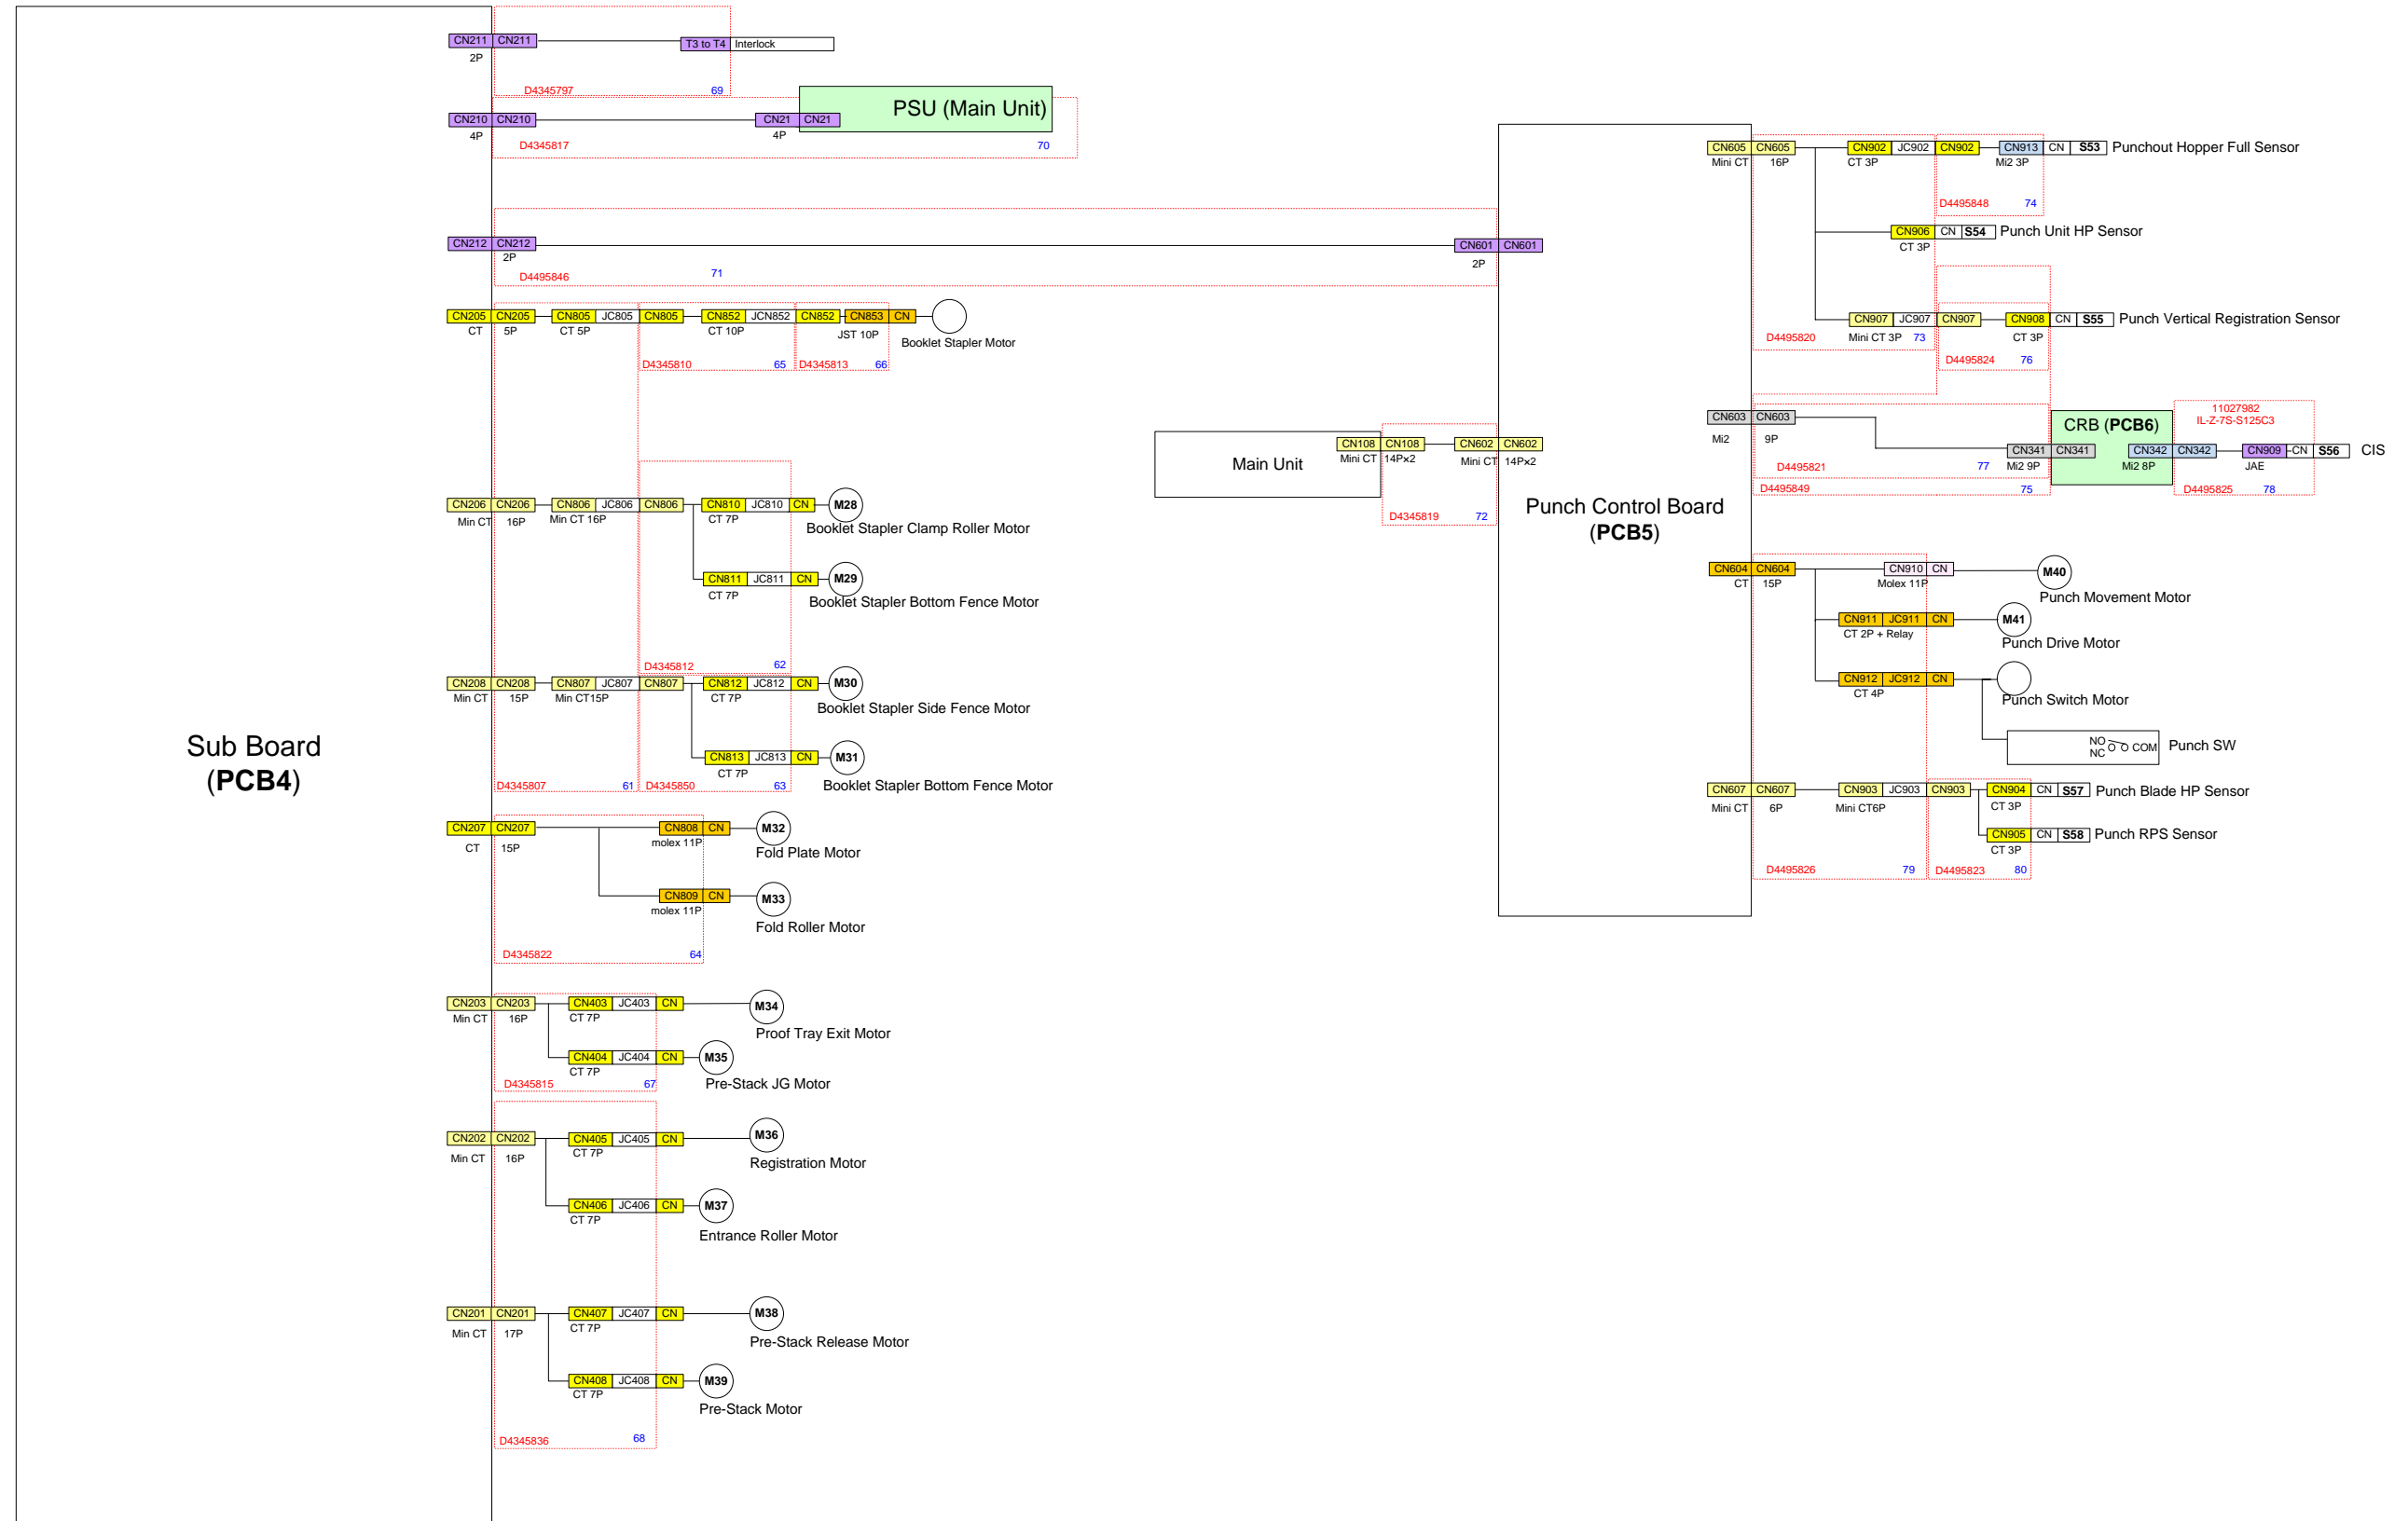 CN211 CN211 T3 to T4 Interlock
2P
D4345797 69
PSU (Main Unit)
CN210 CN210 CN21 CN21
4P 4P
D4345817 70
CN212 CN212 CN601 CN601
2P 2P
D4495846 71
CN205 CN205 CN805 JC805 CN805 CN852 JCN852 CN852 CN853 CN
CT 5P CT 5P CT 10P JST 10P
Booklet Stapler Motor
D4345810 65 D4345813 66
CN206 CN206 CN806 JC806 CN806 CN810 JC810 CN M28
Min CT 16P Min CT 16P CT 7P
Booklet Stapler Clamp Roller Motor
CN811 JC811 CN M29
CT 7P
Booklet Stapler Bottom Fence Motor
D4345812 62
CN208 CN208 CN807 JC807 CN807 CN812 JC812 CN M30
Min CT 15P Min CT15P CT 7P
Booklet Stapler Side Fence Motor
Sub Board
(PCB4)
CN813 JC813 CN M31
CT 7P
Booklet Stapler Bottom Fence Motor
D4345807 61 D4345850 63
CN207 CN207 CN808 CN M32
CT 15P molex 11P
Fold Plate Motor
CN809 CN M33
molex 11P
Fold Roller Motor
D4345822 64
CN203 CN203 CN403 JC403 CN M34
Min CT 16P CT 7P
Proof Tray Exit Motor
CN404 JC404 CN M35
CT 7P
Pre-Stack JG Motor
D4345815 67
CN202 CN202 CN405 JC405 CN M36
Min CT 16P CT 7P
Registration Motor
CN406 JC406 CN M37
CT 7P
Entrance Roller Motor
CN201 CN201 CN407 JC407 CN M38
Min CT 17P CT 7P
Pre-Stack Release Motor
CN408 JC408 CN M39
CT 7P
Pre-Stack Motor
D4345836 68
Main Unit
CN108 CN108 CN602 CN602
Mini CT 14P×2 Mini CT 14P×2
D4345819 72
Punch Control Board
(PCB5)
CN605 CN605 CN902 JC902 CN902 CN913 CN S53 Punchout Hopper Full Sensor
Mini CT 16P CT 3P Mi2 3P
D4495848 74
CN906 CN S54 Punch Unit HP Sensor
CT 3P
CN907 JC907 CN907 CN908 CN S55 Punch Vertical Registration Sensor
D4495820 Mini CT 3P 73 CT 3P
D4495824 76
CN603 CN603
Mi2 9P
CRB (PCB6)
11027982
IL-Z-7S-S125C3
CN341 CN341 CN342 CN342 CN909 CN S56 CIS
D4495821 77 Mi2 9P Mi2 8P JAE
D4495849 75 D4495825 78
CN604 CN604 CN910 CN M40
CT 15P Molex 11P
Punch Movement Motor
CN911 JC911 CN M41
CT 2P + Relay
Punch Drive Motor
CN912 JC912 CN
CT 4P
Punch Switch Motor
NO
NC COM Punch SW
CN607 CN607 CN903 JC903 CN903 CN904 CN S57 Punch Blade HP Sensor
Mini CT 6P Mini CT6P CT 3P
CN905 CN S58 Punch RPS Sensor
CT 3P
D4495826 79 D4495823 80